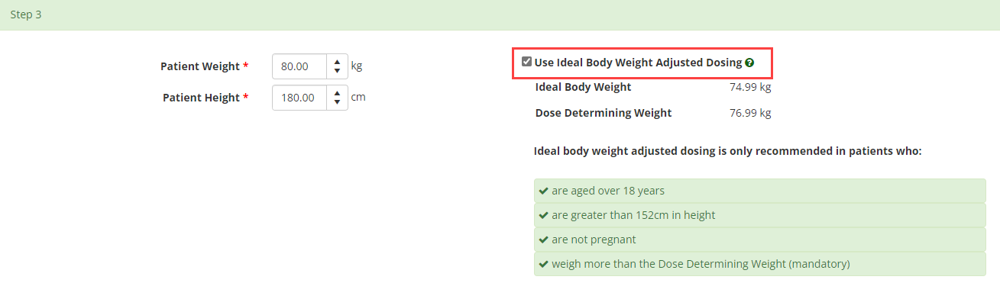 Step 3
Patient Weight * 80.00 kg
Patient Height * 180.00 cm
Use Ideal Body Weight Adjusted Dosing ?
Ideal Body Weight 74.99 kg
Dose Determining Weight 76.99 kg
Ideal body weight adjusted dosing is only recommended in patients who:
are aged over 18 years
are greater than 152cm in height
are not pregnant
weigh more than the Dose Determining Weight (mandatory)